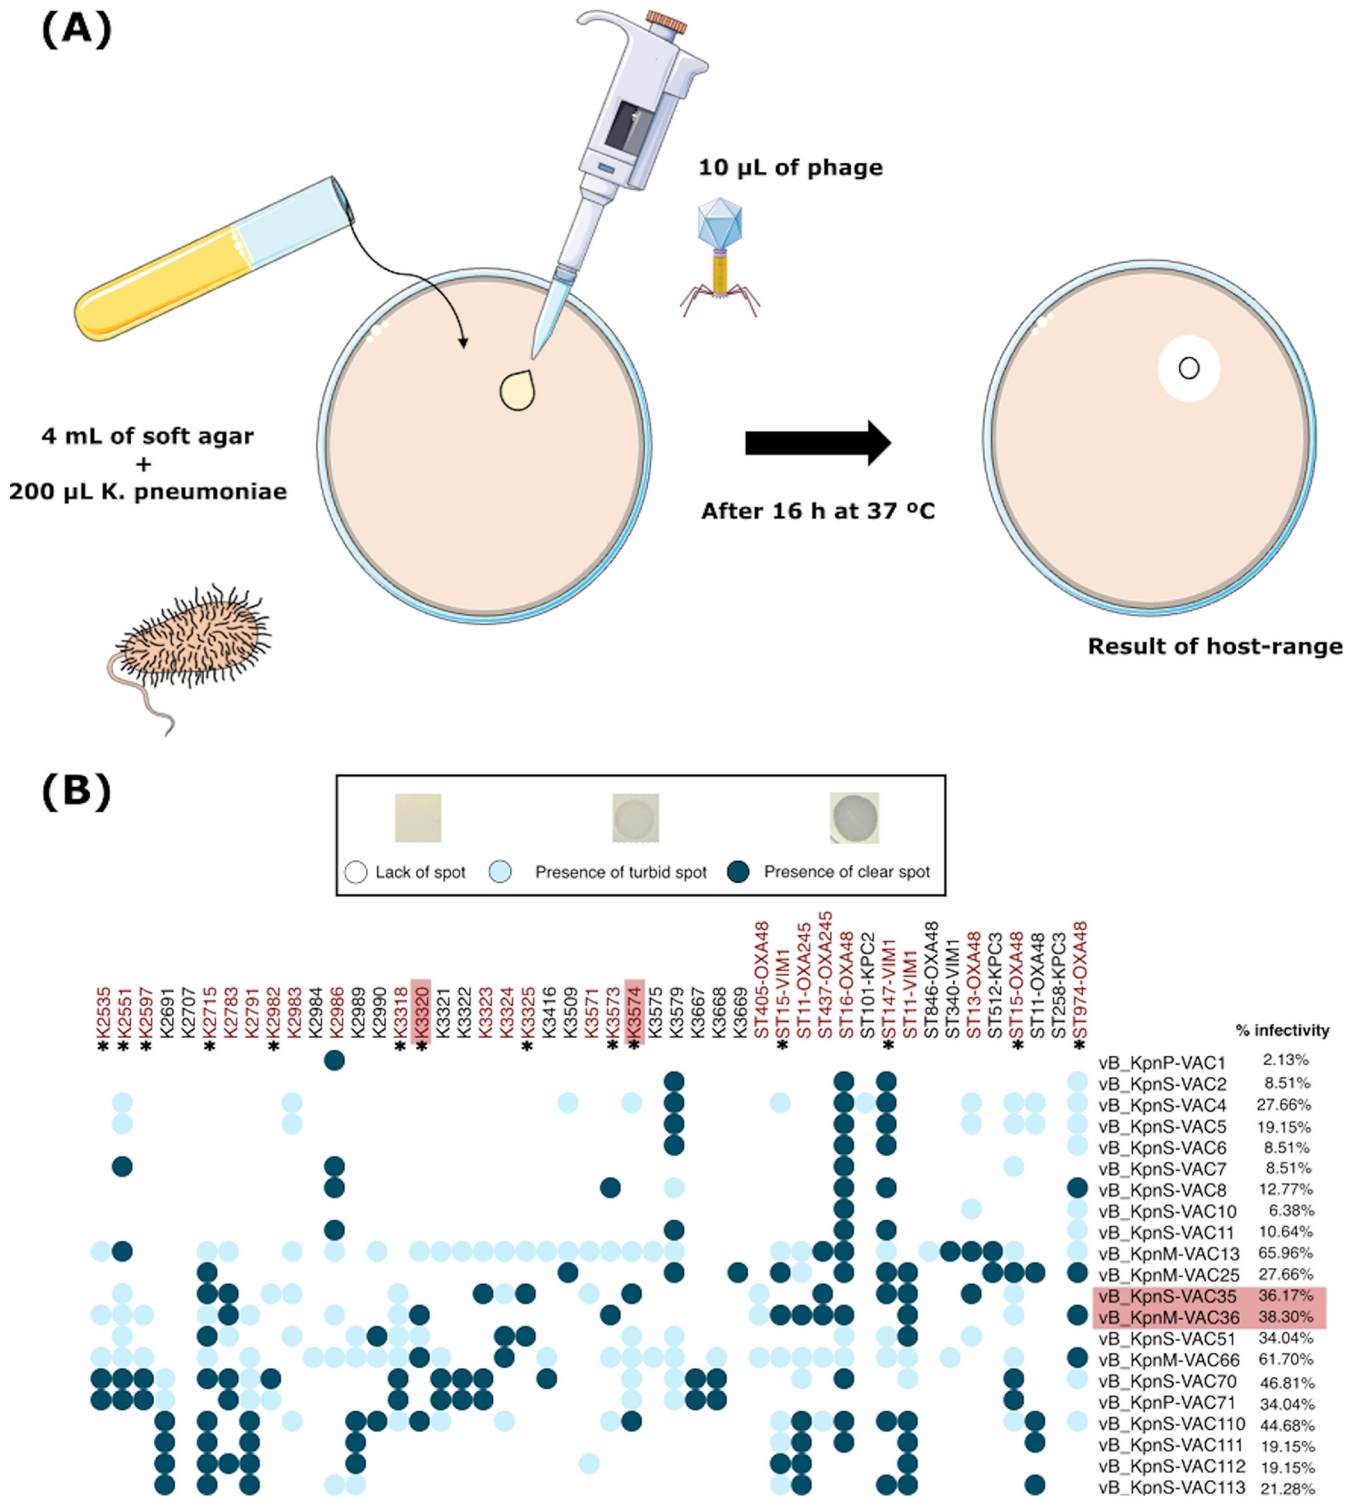 (A)
10 µL of phage
4 mL of soft agar
+
200 µL K. pneumoniae
After 16 h at 37 ºC
Result of host-range
(B)
Lack of spot
Presence of turbid spot
Presence of clear spot
K2535
K2551
K2597
K2691
K2707
K2715
K2783
K2791
K2982
K2983
K2984
K2986
K2989
K2990
K3318
K3320
K3321
K3322
K3323
K3324
K3325
K3416
K3509
K3571
K3573
K3574
K3575
K3579
K3667
K3668
K3669
ST405-OXA48
ST15-VIM1
ST11-OXA245
ST437-OXA245
ST16-OXA48
ST101-KPC2
ST147-VIM1
ST11-VIM1
ST846-OXA48
ST340-VIM1
ST13-OXA48
ST512-KPC3
ST15-OXA48
ST11-OXA48
ST258-KPC3
ST974-OXA48
* * * * * * * * * * * * * *
% infectivity
vB_KpnP-VAC1 2.13%
vB_KpnS-VAC2 8.51%
vB_KpnS-VAC4 27.66%
vB_KpnS-VAC5 19.15%
vB_KpnS-VAC6 8.51%
vB_KpnS-VAC7 8.51%
vB_KpnS-VAC8 12.77%
vB_KpnS-VAC10 6.38%
vB_KpnS-VAC11 10.64%
vB_KpnM-VAC13 65.96%
vB_KpnM-VAC25 27.66%
vB_KpnS-VAC35 36.17%
vB_KpnM-VAC36 38.30%
vB_KpnS-VAC51 34.04%
vB_KpnM-VAC66 61.70%
vB_KpnS-VAC70 46.81%
vB_KpnP-VAC71 34.04%
vB_KpnS-VAC110 44.68%
vB_KpnS-VAC111 19.15%
vB_KpnS-VAC112 19.15%
vB_KpnS-VAC113 21.28%